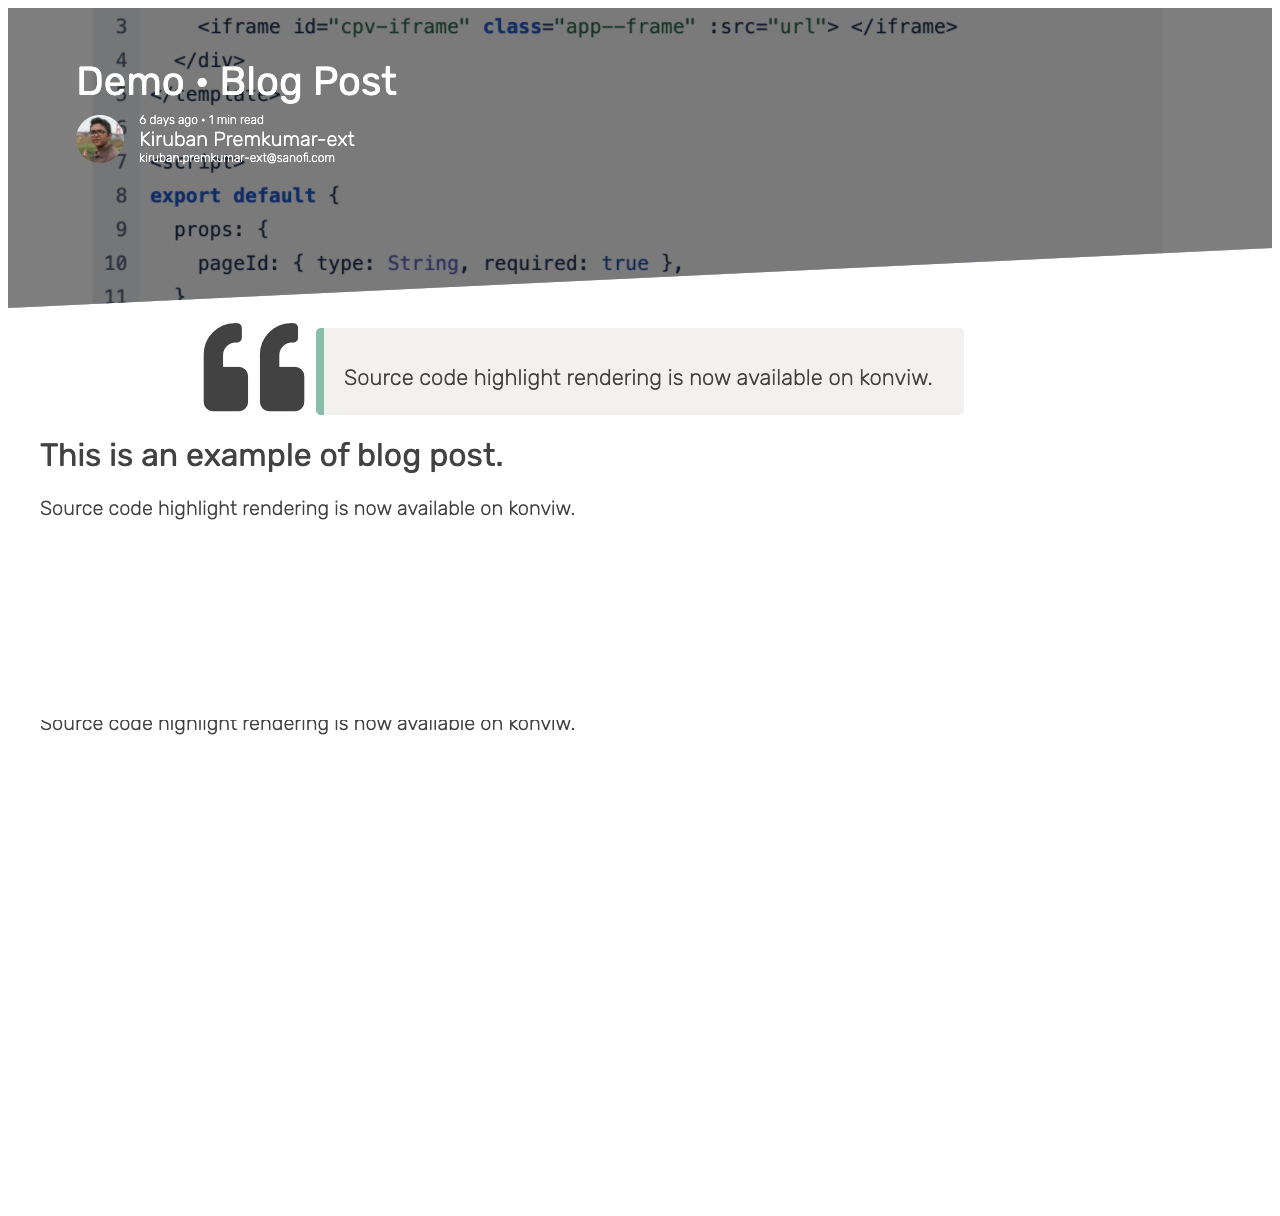 3 <iframe id="cpv-iframe" class="app--frame" :src="url"> </iframe>
4 </div>
Demo • Blog Post
5 </template>
6 days ago • 1 min read
6
Kiruban Premkumar-ext
kiruban.premkumar-ext@sanofi.com
7 <script>
8 export default {
9 props: {
10 pageId: { type: String, required: true },
11 }
Source code highlight rendering is now available on konviw.
This is an example of blog post.
Source code highlight rendering is now available on konviw.
Source code highlight rendering is now available on konviw.